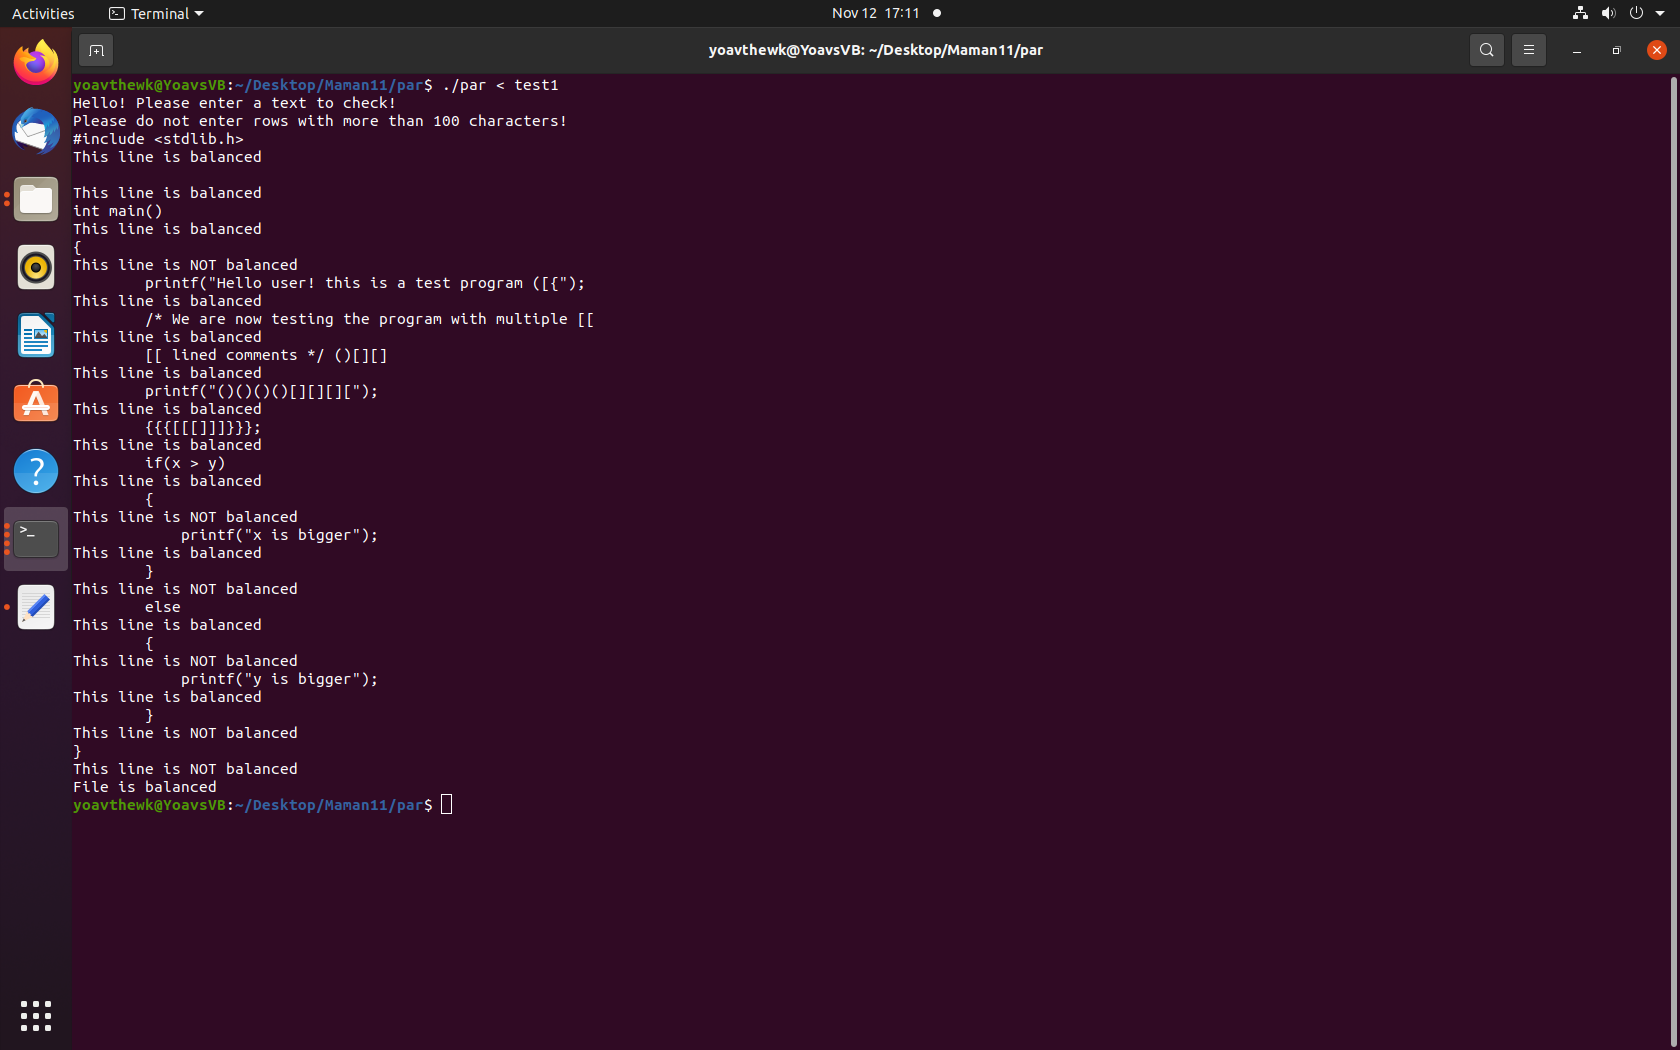 Activities Terminal Nov 12 17:11
yoavthewk@YoavsVB: ~/Desktop/Maman11/par
yoavthewk@YoavsVB:~/Desktop/Maman11/par$ ./par < test1
Hello! Please enter a text to check!
Please do not enter rows with more than 100 characters!
#include <stdlib.h>
This line is balanced

This line is balanced
int main()
This line is balanced
{
This line is NOT balanced
        printf("Hello user! this is a test program ([{");
This line is balanced
        /* We are now testing the program with multiple [[
This line is balanced
        [[ lined comments */ ()[][]
This line is balanced
        printf("()()()()[][][][");
This line is balanced
        {{{[[[]]]}}};
This line is balanced
        if(x > y)
This line is balanced
        {
This line is NOT balanced
            printf("x is bigger");
This line is balanced
        }
This line is NOT balanced
        else
This line is balanced
        {
This line is NOT balanced
            printf("y is bigger");
This line is balanced
        }
This line is NOT balanced
}
This line is NOT balanced
File is balanced
yoavthewk@YoavsVB:~/Desktop/Maman11/par$